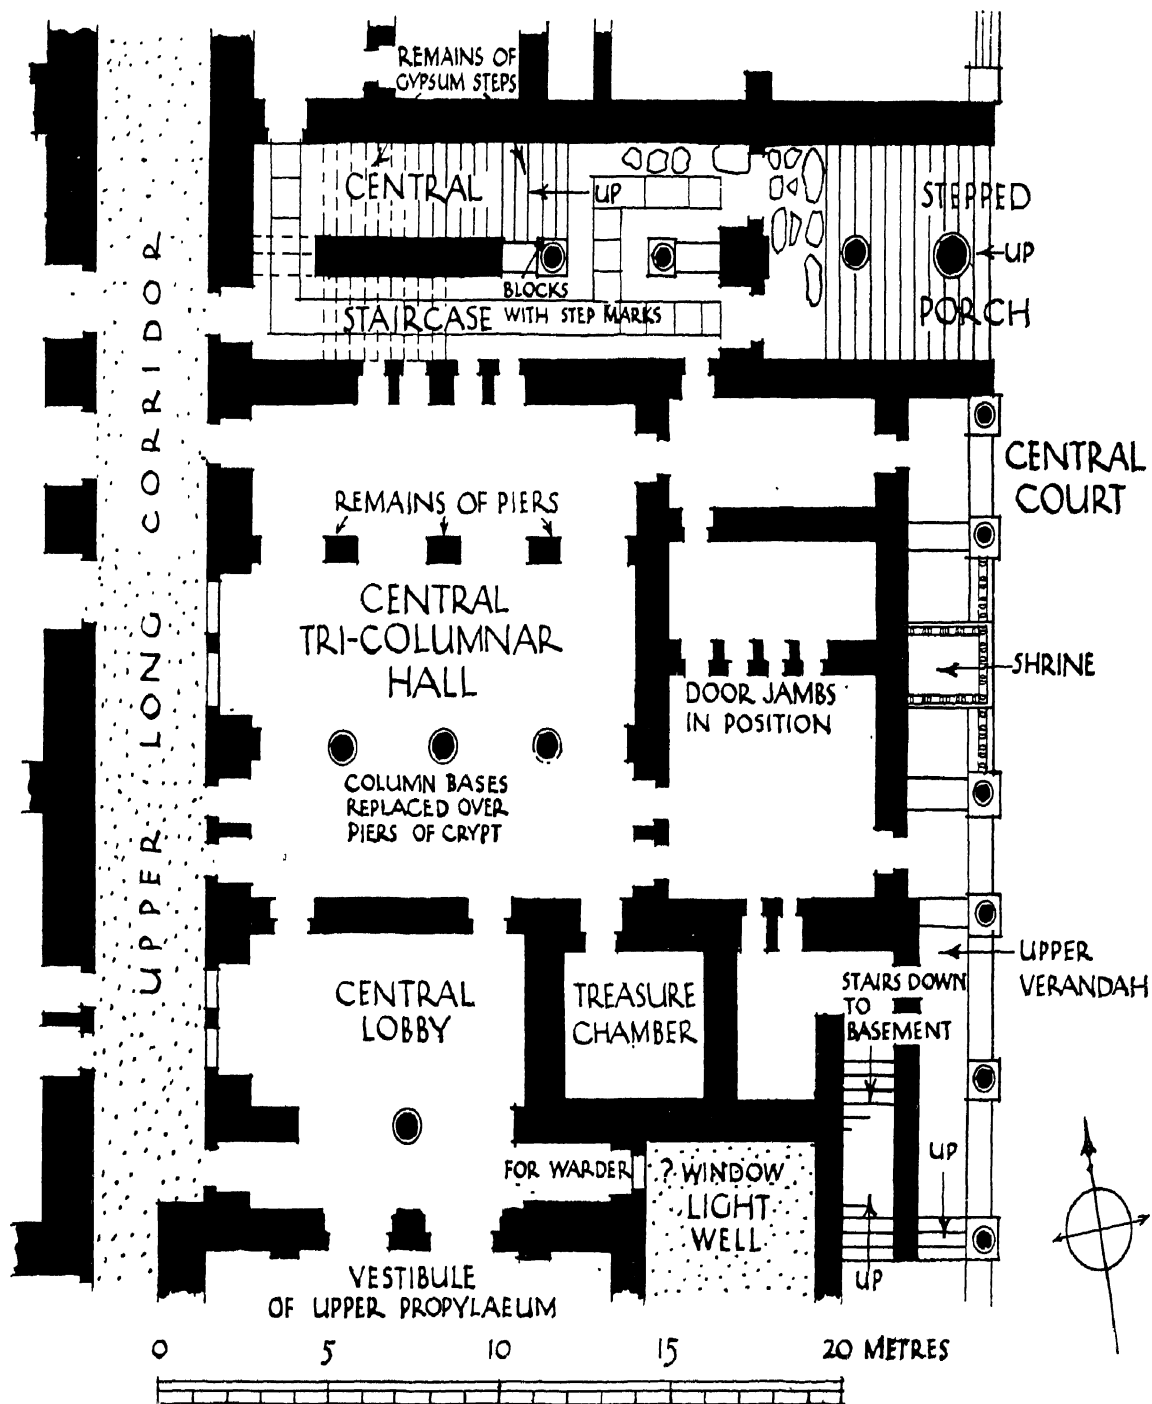 REMAINS OF
GYPSUM STEPS
CENTRAL
UP
STEPPED
UP
PORCH
BLOCKS
WITH STEP MARKS
STAIRCASE
UPPER LONG CORRIDOR
CENTRAL
COURT
REMAINS OF PIERS
CENTRAL
TRI-COLUMNAR
HALL
SHRINE
DOOR JAMBS
IN POSITION
COLUMN BASES
REPLACED OVER
PIERS OF CRYPT
UPPER
VERANDAH
STAIRS DOWN
TO
BASEMENT
CENTRAL
LOBBY
TREASURE
CHAMBER
UP
FOR WARDER
? WINDOW
LIGHT
WELL
UP
VESTIBULE
OF UPPER PROPYLAEUM
0 5 10 15 20 METRES